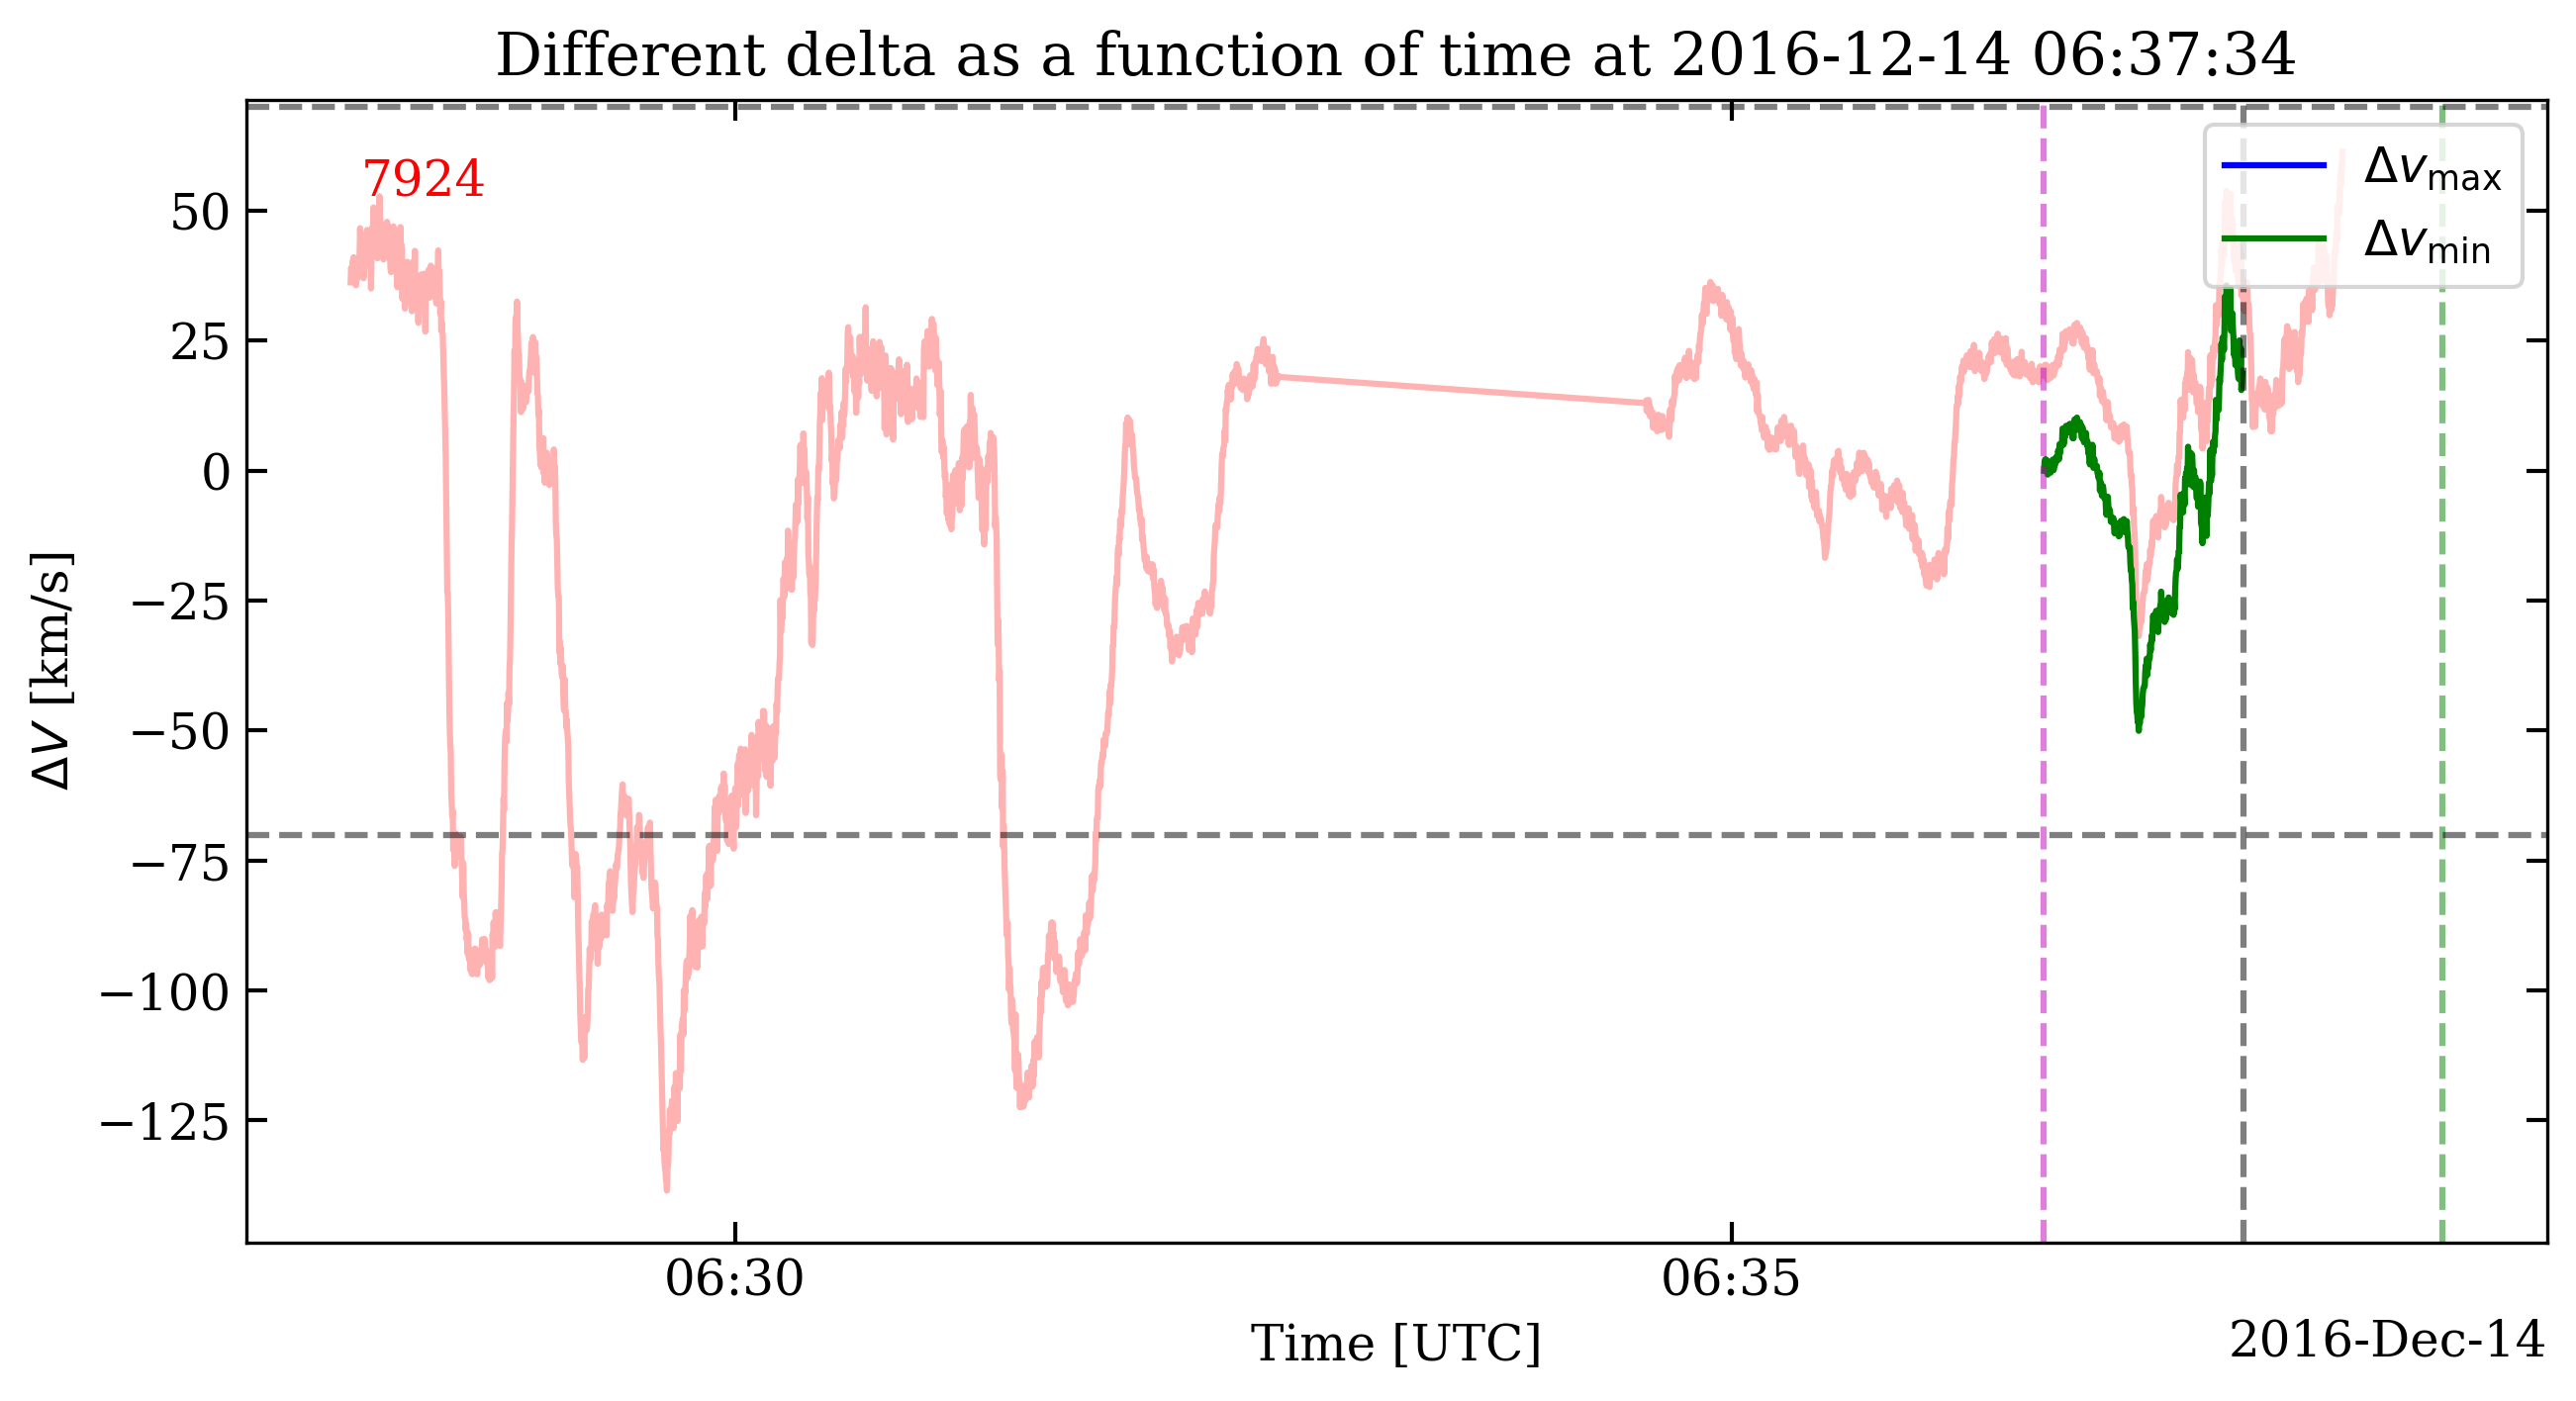 Different delta as a function of time at 2016-12-14 06:37:34
7924
Δv_max
Δv_min
50
25
0
−25
−50
−75
−100
−125
ΔV [km/s]
06:30
06:35
Time [UTC]
2016-Dec-14